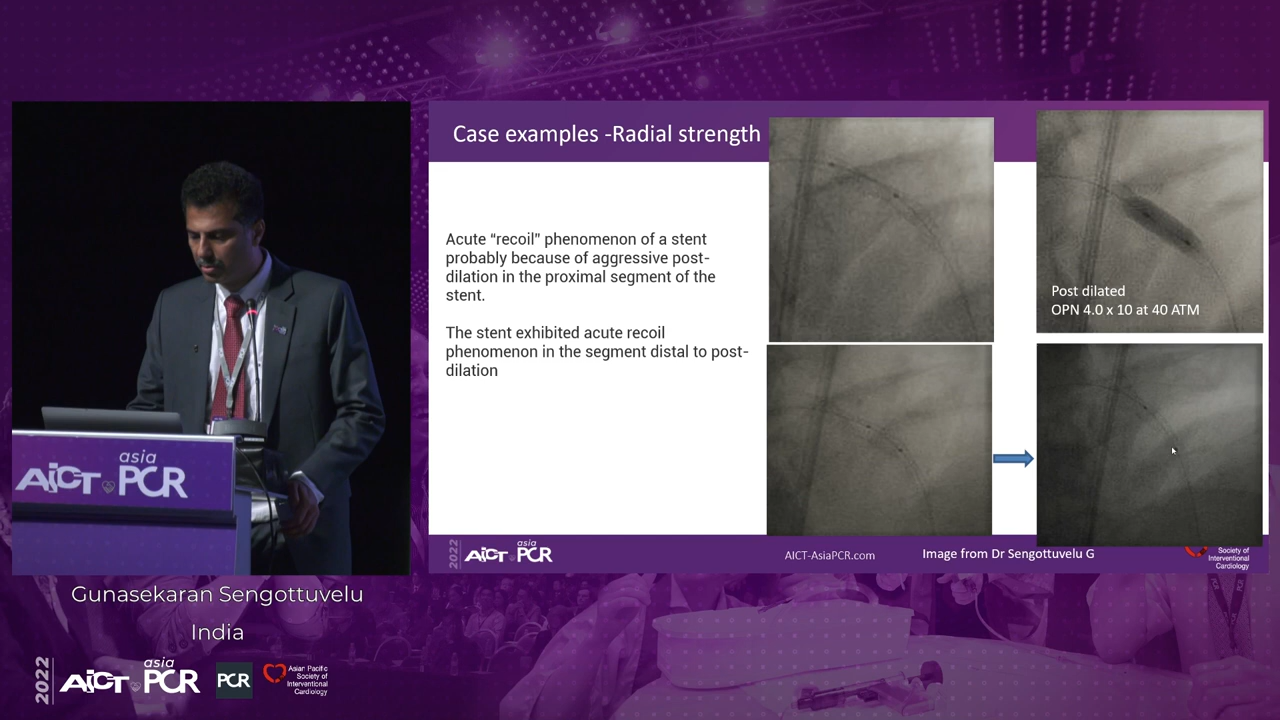 Case examples -Radial strength
Acute “recoil” phenomenon of a stent
probably because of aggressive post-
dilation in the proximal segment of the
stent.
The stent exhibited acute recoil
phenomenon in the segment distal to post-
dilation
Post dilated
OPN 4.0 x 10 at 40 ATM
2022
AICT
asia
PCR
AICT-AsiaPCR.com
Image from Dr Sengottuvelu G
Society of
Interventional
Cardiology
asia
AICT PCR
Gunasekaran Sengottuvelu
India
2022
AICT
asia
PCR
PCR
Asian Pacific
Society of
Interventional
Cardiology